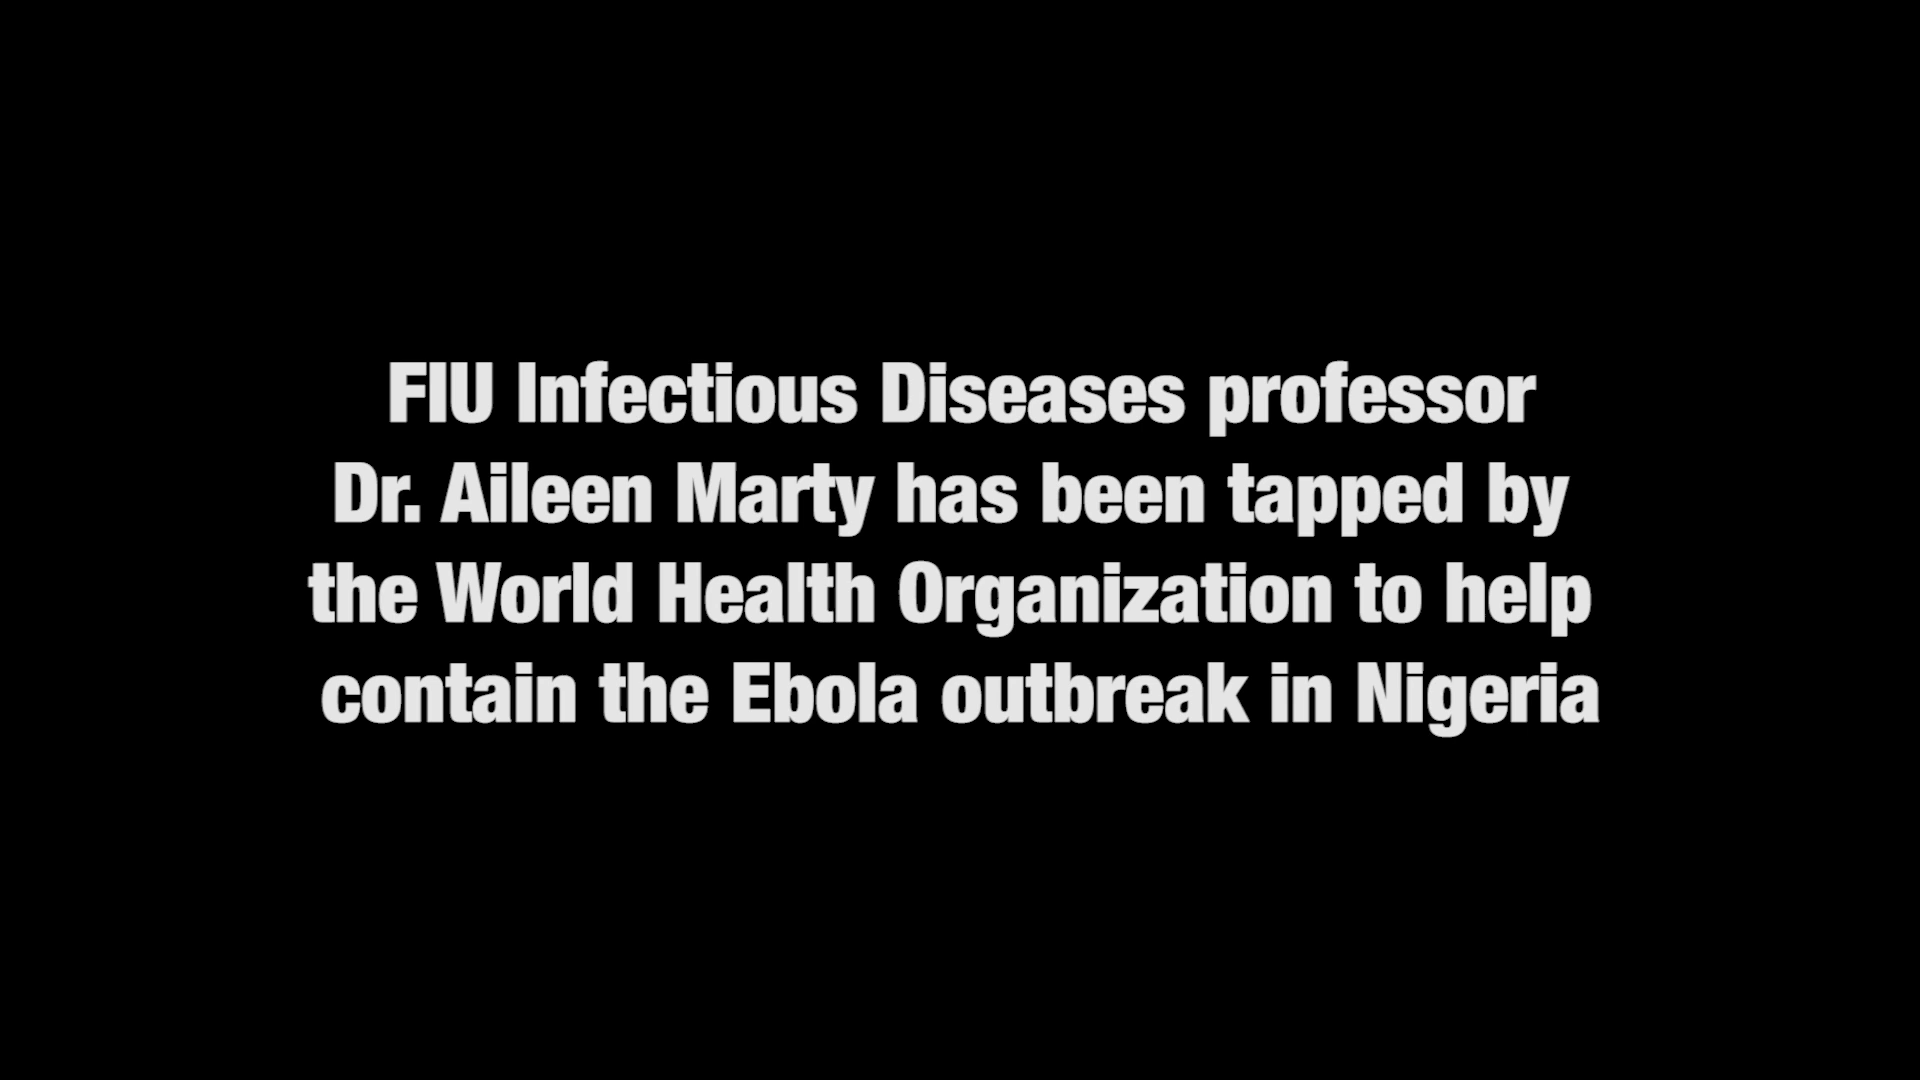 FIU Infectious Diseases professor
Dr. Aileen Marty has been tapped by
the World Health Organization to help
contain the Ebola outbreak in Nigeria